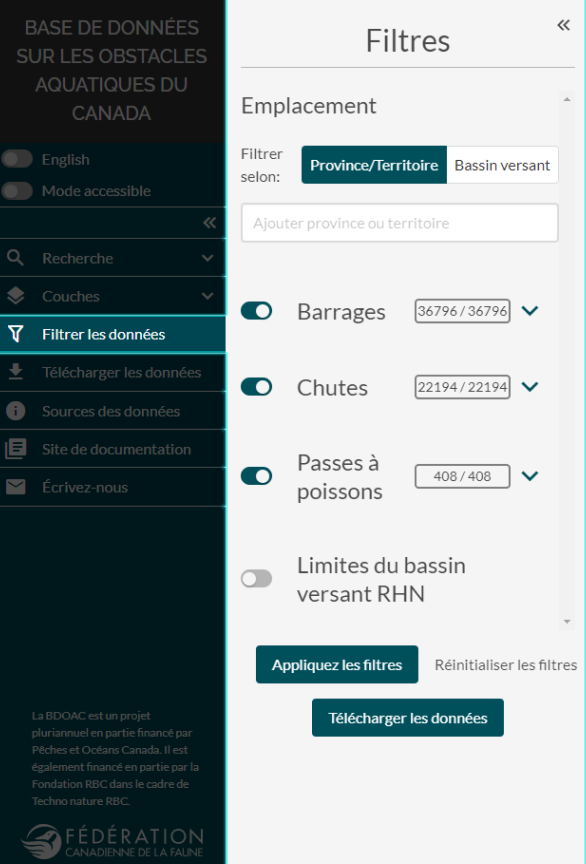 BASE DE DONNÉES
SUR LES OBSTACLES
AQUATIQUES DU
CANADA
English
Mode accessible
Recherche
Couches
Filtrer les données
Télécharger les données
Sources des données
Site de documentation
Écrivez-nous
La BDOAC est un projet
pluriannuel en partie financé par
Pêches et Océans Canada. Il est
également financé en partie par la
Fondation RBC dans le cadre de
Techno nature RBC.
FÉDÉRATION
CANADIENNE DE LA FAUNE
Filtres
Emplacement
Filtrer
selon:
Province/Territoire
Bassin versant
Ajouter province ou territoire
Barrages
36796 / 36796
Chutes
22194 / 22194
Passes à
poissons
408 / 408
Limites du bassin
versant RHN
Appliquez les filtres
Réinitialiser les filtres
Télécharger les données